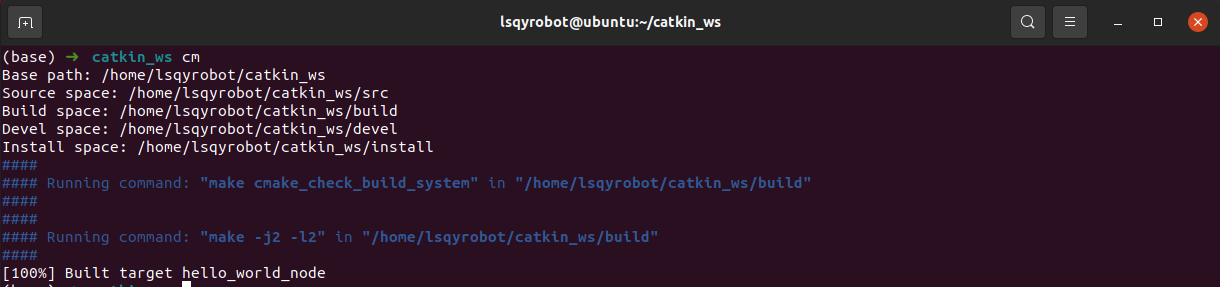 lsqyrobot@ubuntu:~/catkin_ws
(base) ➜ catkin_ws cm
Base path: /home/lsqyrobot/catkin_ws
Source space: /home/lsqyrobot/catkin_ws/src
Build space: /home/lsqyrobot/catkin_ws/build
Devel space: /home/lsqyrobot/catkin_ws/devel
Install space: /home/lsqyrobot/catkin_ws/install
####
#### Running command: "make cmake_check_build_system" in "/home/lsqyrobot/catkin_ws/build"
####
####
#### Running command: "make -j2 -l2" in "/home/lsqyrobot/catkin_ws/build"
####
[100%] Built target hello_world_node